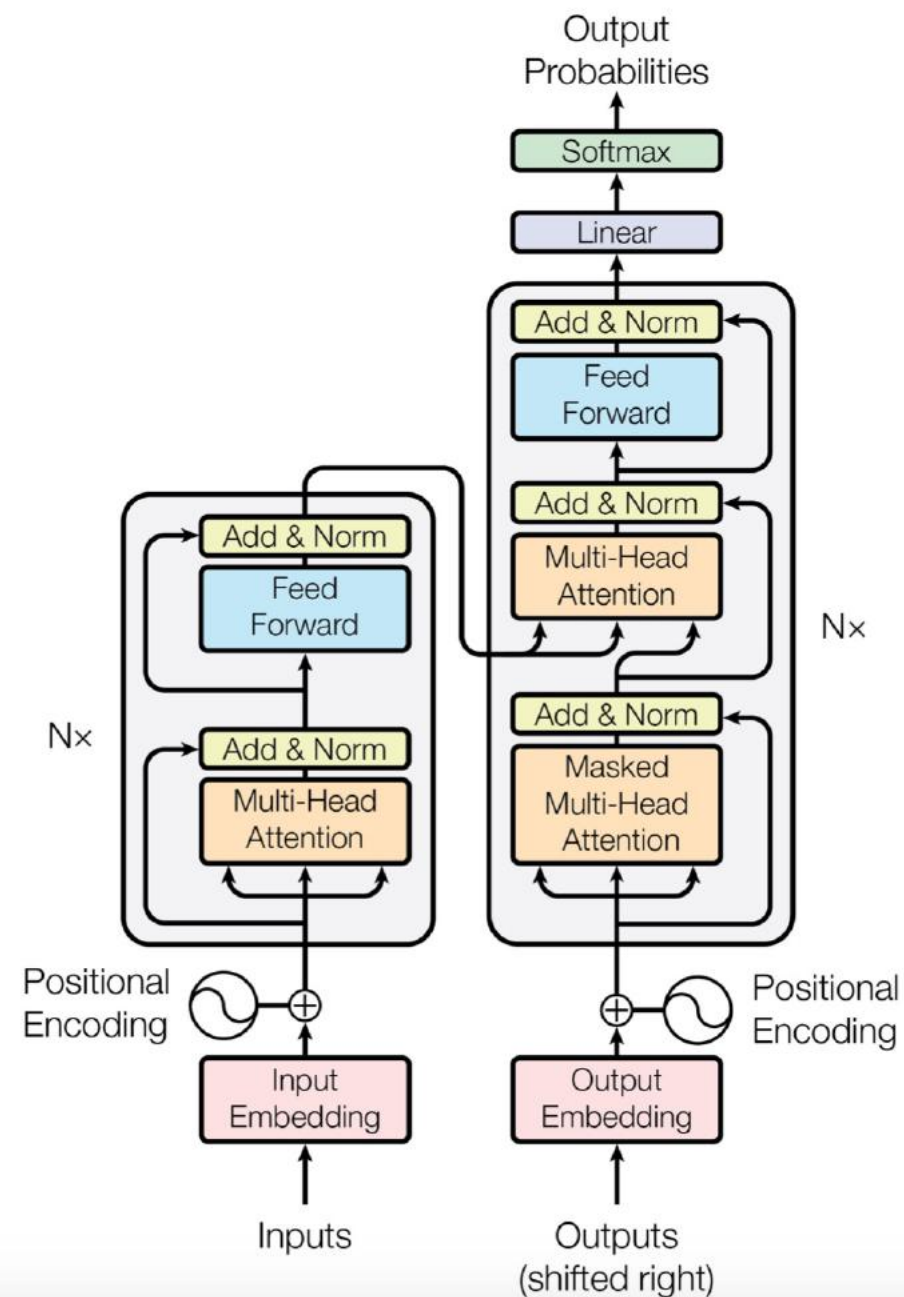 Output
Probabilities
Softmax
Linear
Add & Norm
Feed
Forward
Add & Norm
Multi-Head
Attention
Add & Norm
Masked
Multi-Head
Attention
Nx
Add & Norm
Feed
Forward
Add & Norm
Multi-Head
Attention
Nx
Positional
Encoding
Positional
Encoding
Input
Embedding
Output
Embedding
Inputs
Outputs
(shifted right)